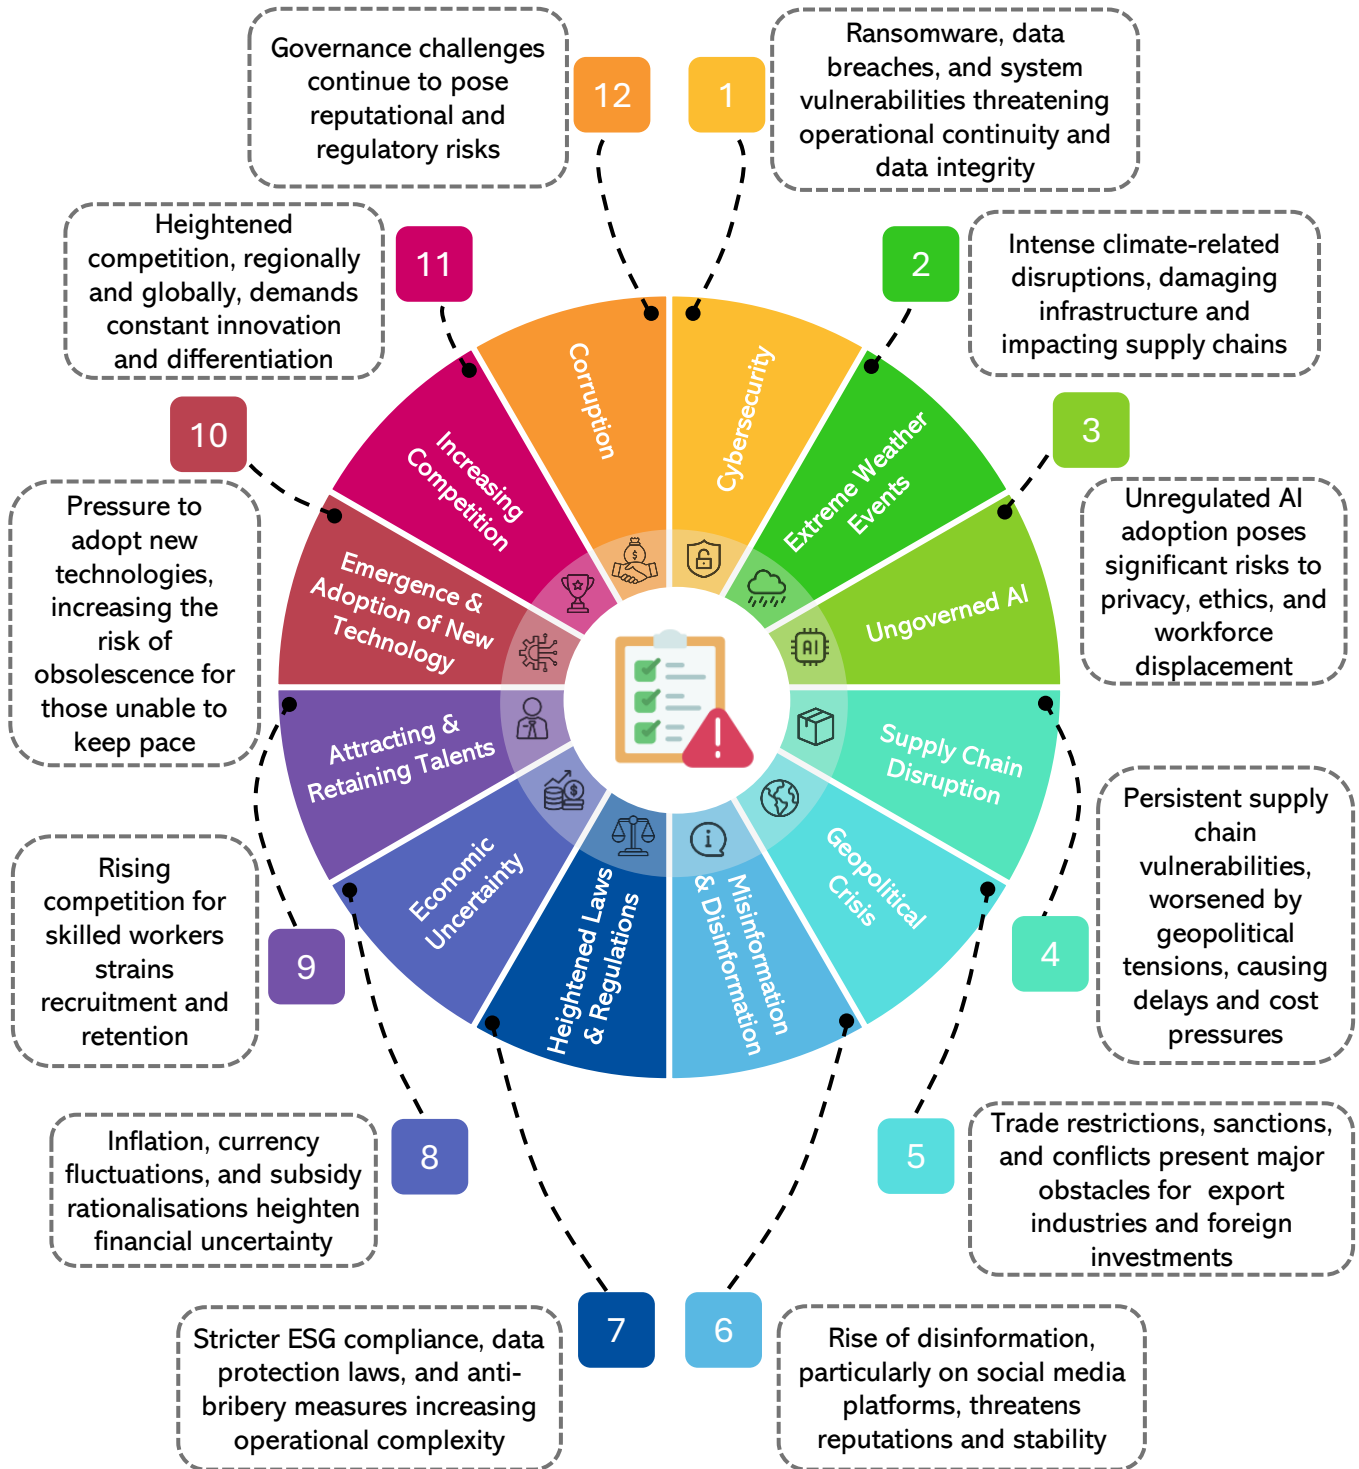 1
Ransomware, data
breaches, and system
vulnerabilities threatening
operational continuity and
data integrity
Cybersecurity
2
Intense climate-related
disruptions, damaging
infrastructure and
impacting supply chains
Extreme Weather
Events
3
Unregulated AI
adoption poses
significant risks to
privacy, ethics, and
workforce
displacement
Ungoverned AI
AI
4
Persistent supply
chain
vulnerabilities,
worsened by
geopolitical
tensions, causing
delays and cost
pressures
Supply Chain
Disruption
5
Trade restrictions, sanctions,
and conflicts present major
obstacles for export
industries and foreign
investments
Geopolitical
Crisis
6
Rise of disinformation,
particularly on social media
platforms, threatens
reputations and stability
Misinformation
& Disinformation
i
7
Stricter ESG compliance, data
protection laws, and anti-
bribery measures increasing
operational complexity
Heightened Laws
& Regulations
8
Inflation, currency
fluctuations, and subsidy
rationalisations heighten
financial uncertainty
Economic
Uncertainty
$
9
Rising
competition for
skilled workers
strains
recruitment and
retention
Attracting &
Retaining Talents
10
Pressure to
adopt new
technologies,
increasing the
risk of
obsolescence for
those unable to
keep pace
Emergence &
Adoption of New
Technology
11
Heightened
competition, regionally
and globally, demands
constant innovation
and differentiation
Increasing
Competition
12
Governance challenges
continue to pose
reputational and
regulatory risks
Corruption
$
!